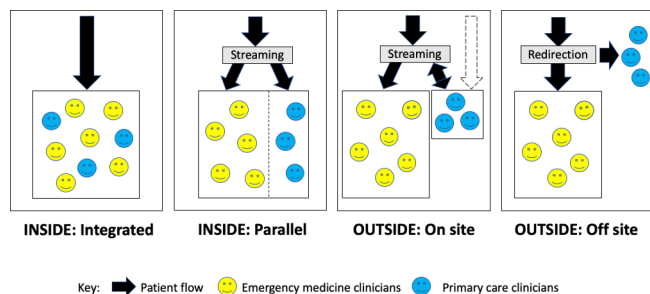 Streaming
Streaming
Redirection
INSIDE: Integrated
INSIDE: Parallel
OUTSIDE: On site
OUTSIDE: Off site
Key: Patient flow Emergency medicine clinicians Primary care clinicians